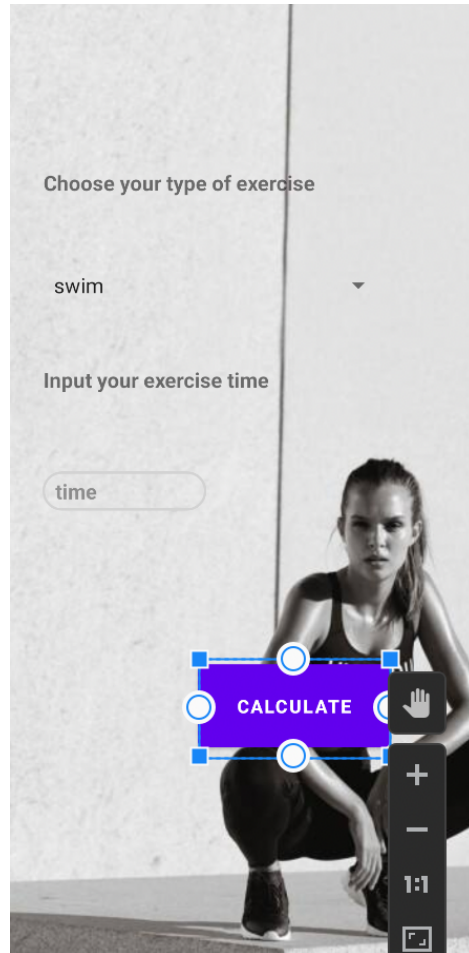 Choose your type of exercise
swim
Input your exercise time
time
CALCULATE
1:1